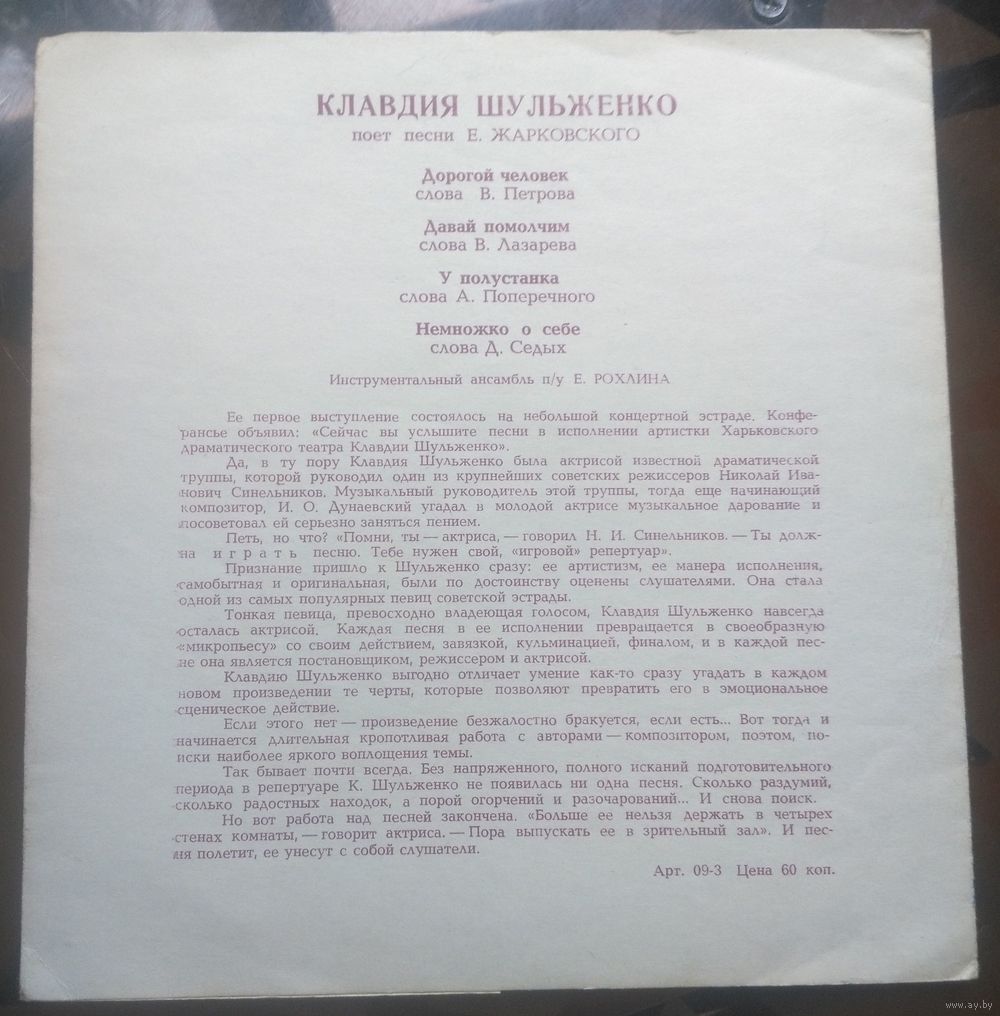 КЛАВДИЯ ШУЛЬЖЕНКО
поет песни Е. ЖАРКОВСКОГО
Дорогой человек
слова В. Петрова
Давай помолчим
слова В. Лазарева
У полустанка
слова А. Поперечного
Немножко о себе
слова Д. Седых
Инструментальный ансамбль п/у Е. РОХЛИНА
Ее первое выступление состоялось на небольшой концертной эстраде. Конфе-
рансье объявил: «Сейчас вы услышите песни в исполнении артистки Харьковского
драматического театра Клавдии Шульженко».
Да, в ту пору Клавдия Шульженко была актрисой известной драматической
труппы, которой руководил один из крупнейших советских режиссеров Николай Ива-
нович Синельников. Музыкальный руководитель этой труппы, тогда еще начинающий
композитор, И. О. Дунаевский угадал в молодой актрисе музыкальное дарование и
посоветовал ей серьезно заняться пением.
Петь, но что? «Помни, ты — актриса, — говорил Н. И. Синельников. — Ты долж-
на и г р а т ь песню. Тебе нужен свой, «игровой» репертуар».
Признание пришло к Шульженко сразу: ее артистизм, ее манера исполнения,
самобытная и оригинальная, были по достоинству оценены слушателями. Она стала
одной из самых популярных певиц советской эстрады.
Тонкая певица, превосходно владеющая голосом, Клавдия Шульженко навсегда
осталась актрисой. Каждая песня в ее исполнении превращается в своеобразную
«микропьесу» со своим действием, завязкой, кульминацией, финалом, и в каждой пес-
не она является постановщиком, режиссером и актрисой.
Клавдию Шульженко выгодно отличает умение как-то сразу угадать в каждом
новом произведении те черты, которые позволяют превратить его в эмоциональное
сценическое действие.
Если этого нет — произведение безжалостно бракуется, если есть... Вот тогда и
начинается длительная кропотливая работа с авторами — композитором, поэтом, по-
иски наиболее яркого воплощения темы.
Так бывает почти всегда. Без напряженного, полного исканий подготовительного
периода в репертуаре К. Шульженко не появилась ни одна песня. Сколько раздумий,
сколько радостных находок, а порой огорчений и разочарований... И снова поиск.
Но вот работа над песней закончена. «Больше ее нельзя держать в четырех
стенах комнаты, — говорит актриса. — Пора выпускать ее в зрительный зал». И пес-
ня полетит, ее унесут с собой слушатели.
Арт. 09-3 Цена 60 коп.
www.ay.by